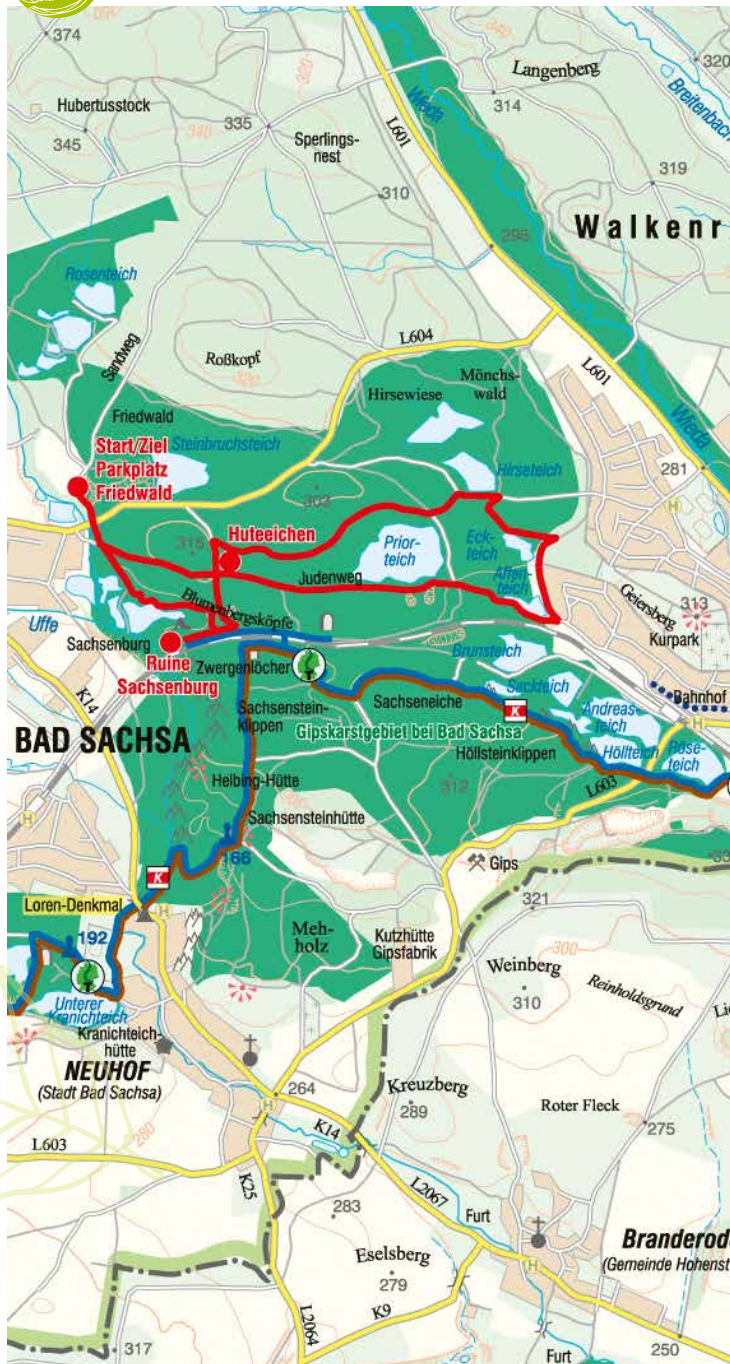 374
320
Langenberg
Wieda
314
Breitenbach
Hubertusstock
345
335
L601
Sperlings-
nest
310
319
Walkenr
295
Rosenteich
Sandweg
Roßkopf
320
L604
L601
Mönchs-
wald
Hirsewiese
Friedwald
Wieda
Start/Ziel
Parkplatz
Friedwald
Steinbruchsteich
Hirseteich
281
H
303
315
Huteeichen
Prior-
teich
Eck-
teich
Affen-
teich
Judenweg
Geiersberg
313
Kurpark
Uffe
Blumenbergsköpfe
Sachsenburg
Ruine
Sachsenburg
Zwergenlöcher
Brunsteich
K14
Sachsenstein-
klippen
Sachseneiche
Sackteich
Andreas-
teich
Bahnhof
H
K
Gipskarstgebiet bei Bad Sachsa
Höllsteinklippen
Höllteich
Röse-
teich
BAD SACHSA
Helbing-Hütte
312
L603
Sachsensteinhütte
H
166
Gips
K
321
Loren-Denkmal
H
192
Meh-
holz
Kutzhütte
Gipsfabrik
Weinberg
300
310
Reinholdsgrund
Unterer
Kranichteich
Kranichteich-
hütte
NEUHOF
(Stadt Bad Sachsa)
264
H
Kreuzberg
289
Roter Fleck
275
280
L603
K14
K25
L2067
283
Furt
Eselsberg
279
H
Branderod
(Gemeinde Hohenst
K9
L2064
317
Furt
250